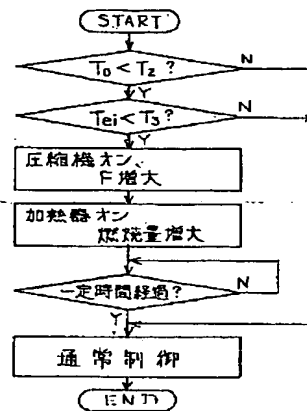 START
T₀<T₂?
N
Y
Tei<T₃?
N
Y
圧縮機オン、
F増大
加熱器オン
燃焼量増大
一定時間経過?
N
Y
通常制御
END